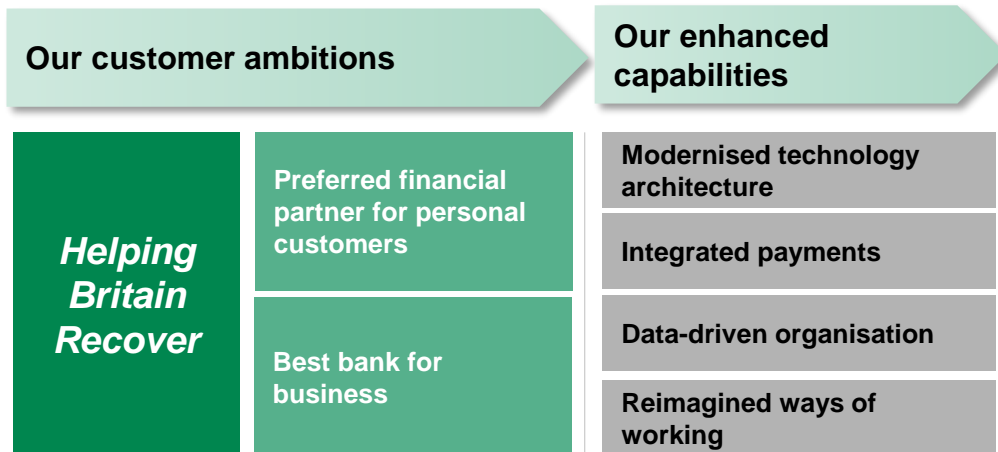 Our customer ambitions
Our enhanced
capabilities
Helping
Britain
Recover
Preferred financial
partner for personal
customers
Best bank for
business
Modernised technology
architecture
Integrated payments
Data-driven organisation
Reimagined ways of
working